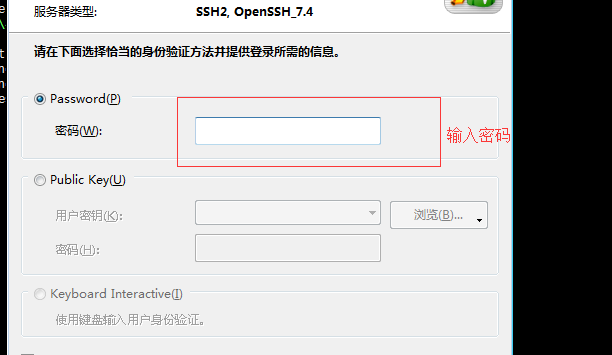 服务器类型: SSH2, OpenSSH_7.4
请在下面选择恰当的身份验证方法并提供登录所需的信息。
Password(P)
密码(W):
输入密码
Public Key(U)
用户密钥(K):
浏览(B)...
密码(H):
Keyboard Interactive(I)
使用键盘输入用户身份验证。